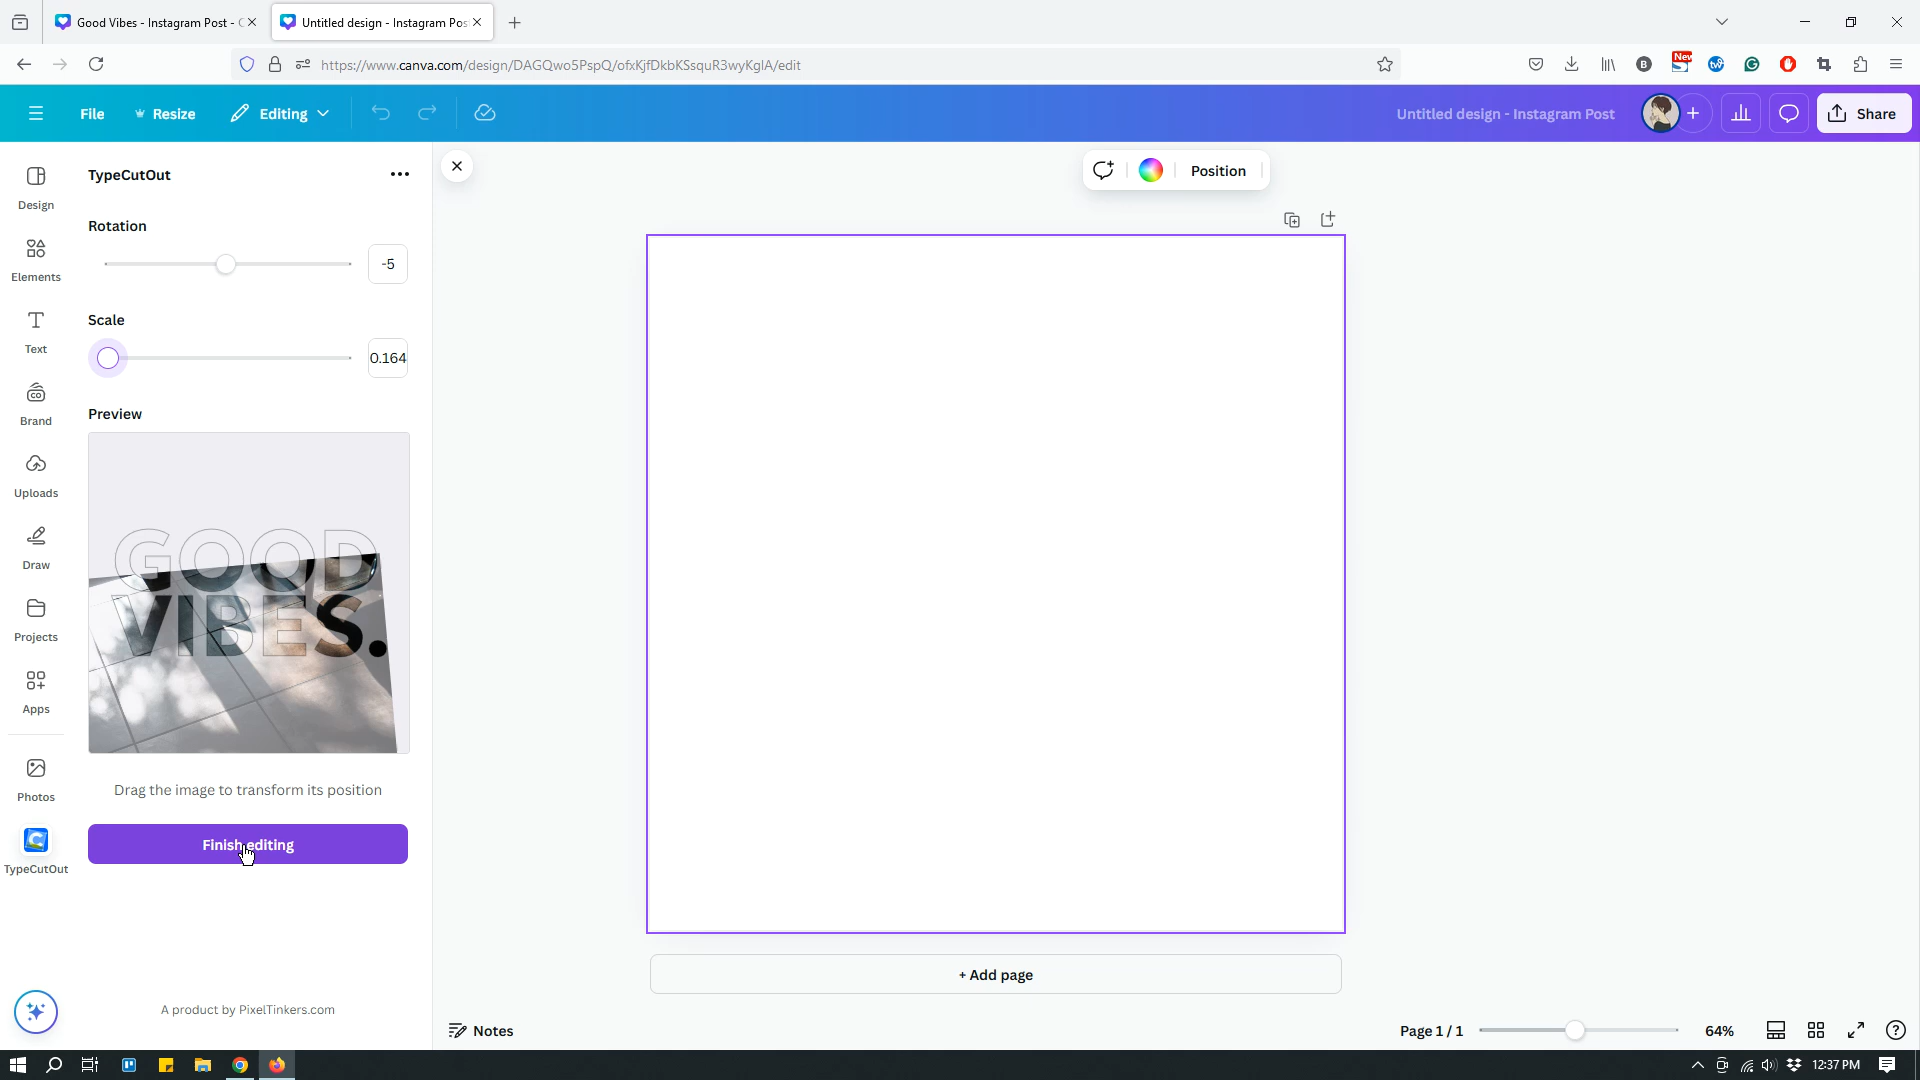 Good Vibes - Instagram Post - C
Untitled design - Instagram Pos
https://www.canva.com/design/DAGQwo5PspQ/ofxKjfDkbKSsquR3wyKgIA/edit
New
File
Resize
Editing
Untitled design - Instagram Post
Share
Design
Elements
Text
Brand
Uploads
Draw
Projects
Apps
Photos
TypeCutOut
TypeCutOut
Rotation
-5
Scale
0.164
Preview
GOOD
VIBES.
Drag the image to transform its position
Finish editing
A product by PixelTinkers.com
Position
+ Add page
Notes
Page 1 / 1
64%
12:37 PM